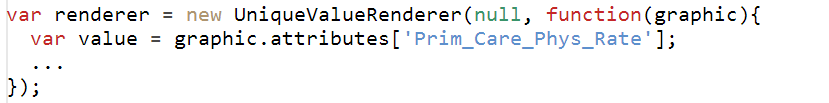 var renderer = new UniqueValueRenderer(null, function(graphic){
  var value = graphic.attributes['Prim_Care_Phys_Rate'];
  ...
});